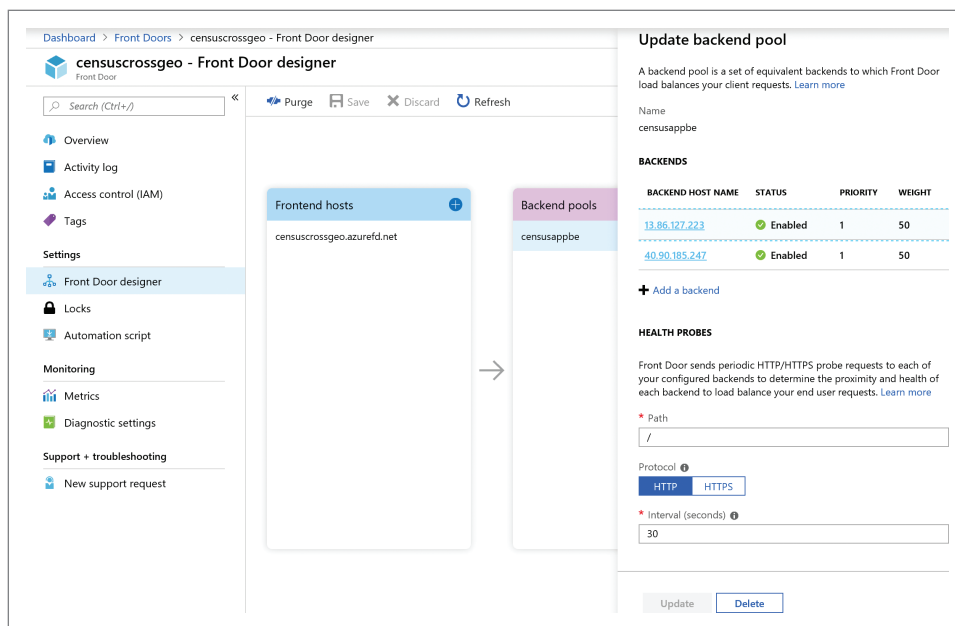 Dashboard > Front Doors > censuscrossgeo - Front Door designer
censuscrossgeo - Front Door designer
Front Door
Search (Ctrl+/)
«
Overview
Activity log
Access control (IAM)
Tags
Settings
Front Door designer
Locks
Automation script
Monitoring
Metrics
Diagnostic settings
Support + troubleshooting
New support request
Purge Save Discard Refresh
Frontend hosts
censuscrossgeo.azurefd.net
Backend pools
censusappbe
Update backend pool
A backend pool is a set of equivalent backends to which Front Door
load balances your client requests. Learn more
Name
censusappbe
BACKENDS
BACKEND HOST NAME STATUS PRIORITY WEIGHT
13.86.127.223 Enabled 1 50
40.90.185.247 Enabled 1 50
Add a backend
HEALTH PROBES
Front Door sends periodic HTTP/HTTPS probe requests to each of
your configured backends to determine the proximity and health of
each backend to load balance your end user requests. Learn more
* Path
/
Protocol
HTTP HTTPS
* Interval (seconds)
30
Update Delete